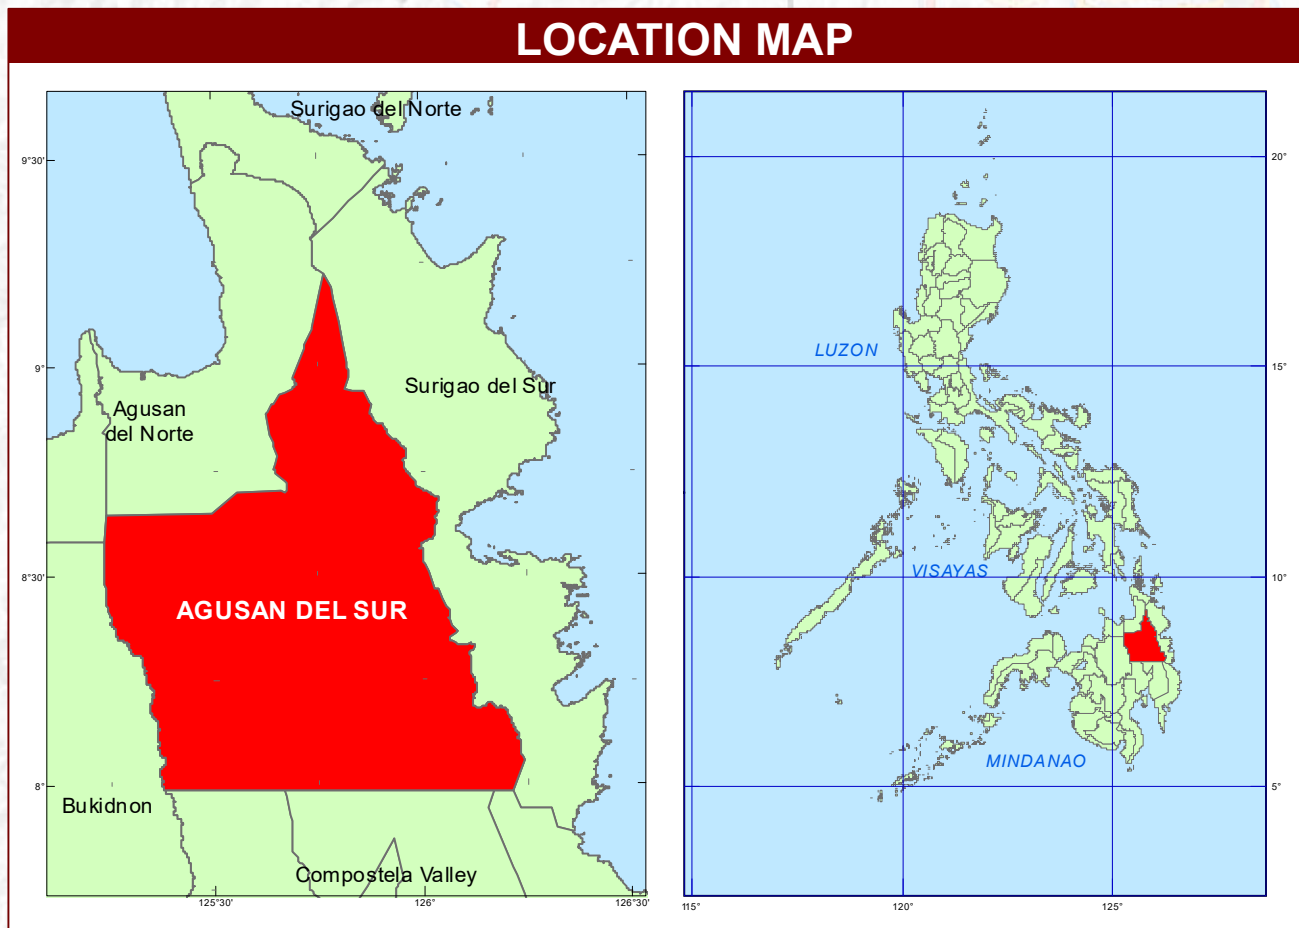 LOCATION MAP
Surigao del Norte
9°30'
9°
Surigao del Sur
Agusan
del Norte
8°30'
AGUSAN DEL SUR
8°
Bukidnon
Compostela Valley
125°30'
126°
126°30'
20°
LUZON
15°
VISAYAS
10°
MINDANAO
5°
115°
120°
125°